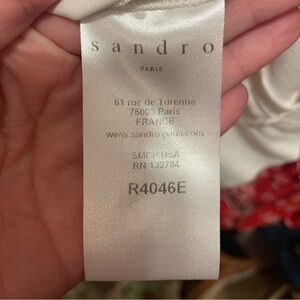 sandro
PARIS
61 rue de Turenne
75003 Paris
FRANCE
www.sandro-paris.com
SMCP USA
RN 132784
R4046E